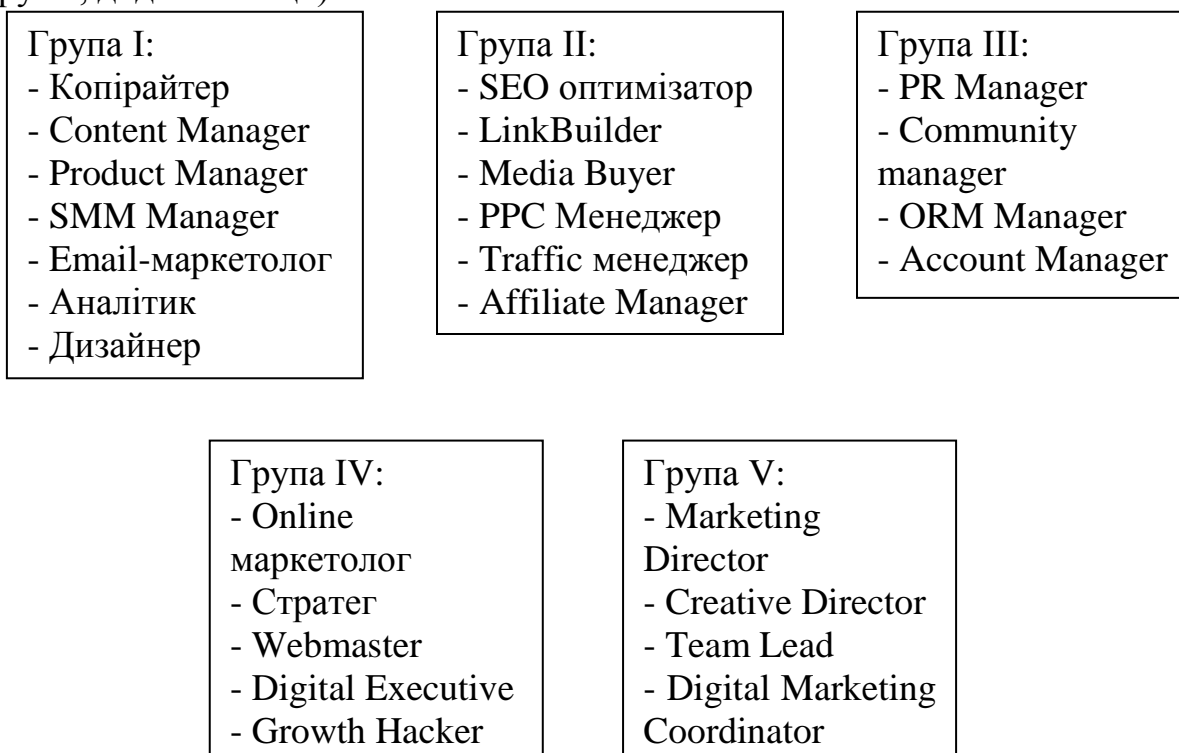 Група I:
- Копірайтер
- Content Manager
- Product Manager
- SMM Manager
- Email-маркетолог
- Аналітик
- Дизайнер
Група II:
- SEO оптимізатор
- LinkBuilder
- Media Buyer
- PPC Менеджер
- Traffic менеджер
- Affiliate Manager
Група III:
- PR Manager
- Community
manager
- ORM Manager
- Account Manager
Група IV:
- Online
маркетолог
- Стратег
- Webmaster
- Digital Executive
- Growth Hacker
Група V:
- Marketing
Director
- Creative Director
- Team Lead
- Digital Marketing
Coordinator